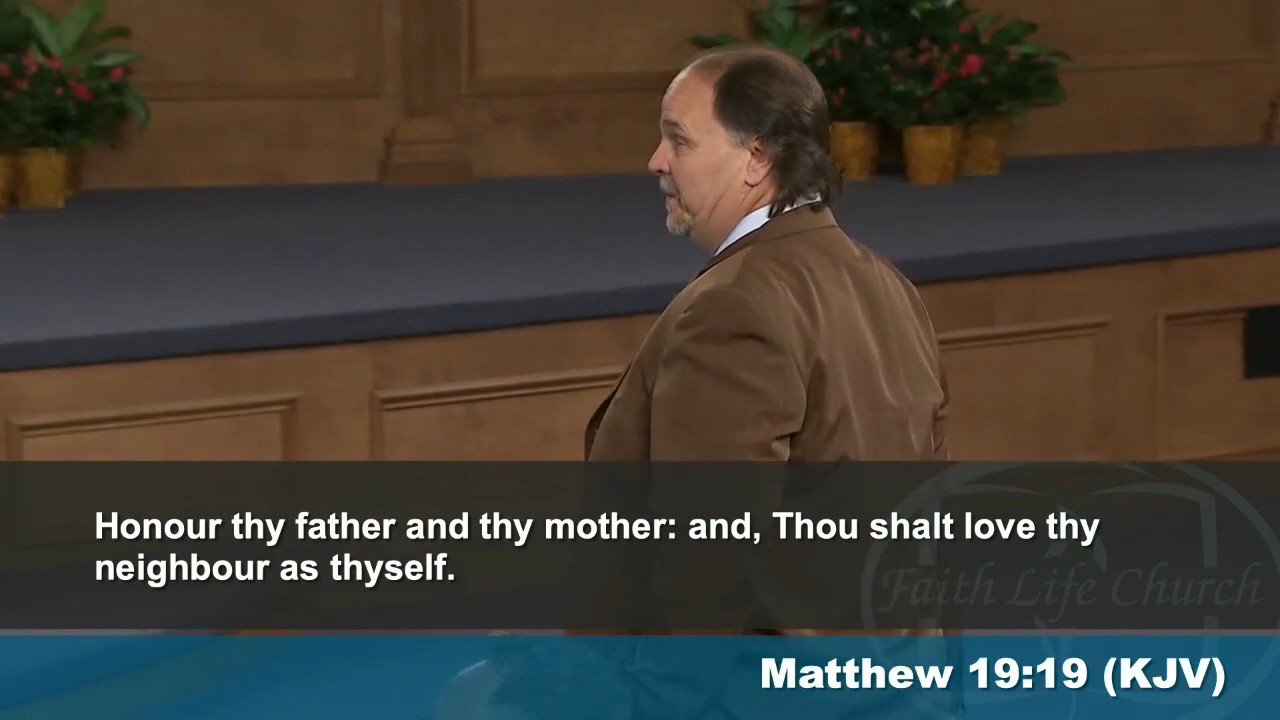 Honour thy father and thy mother: and, Thou shalt love thy
neighbour as thyself.
Faith Life Church
Matthew 19:19 (KJV)